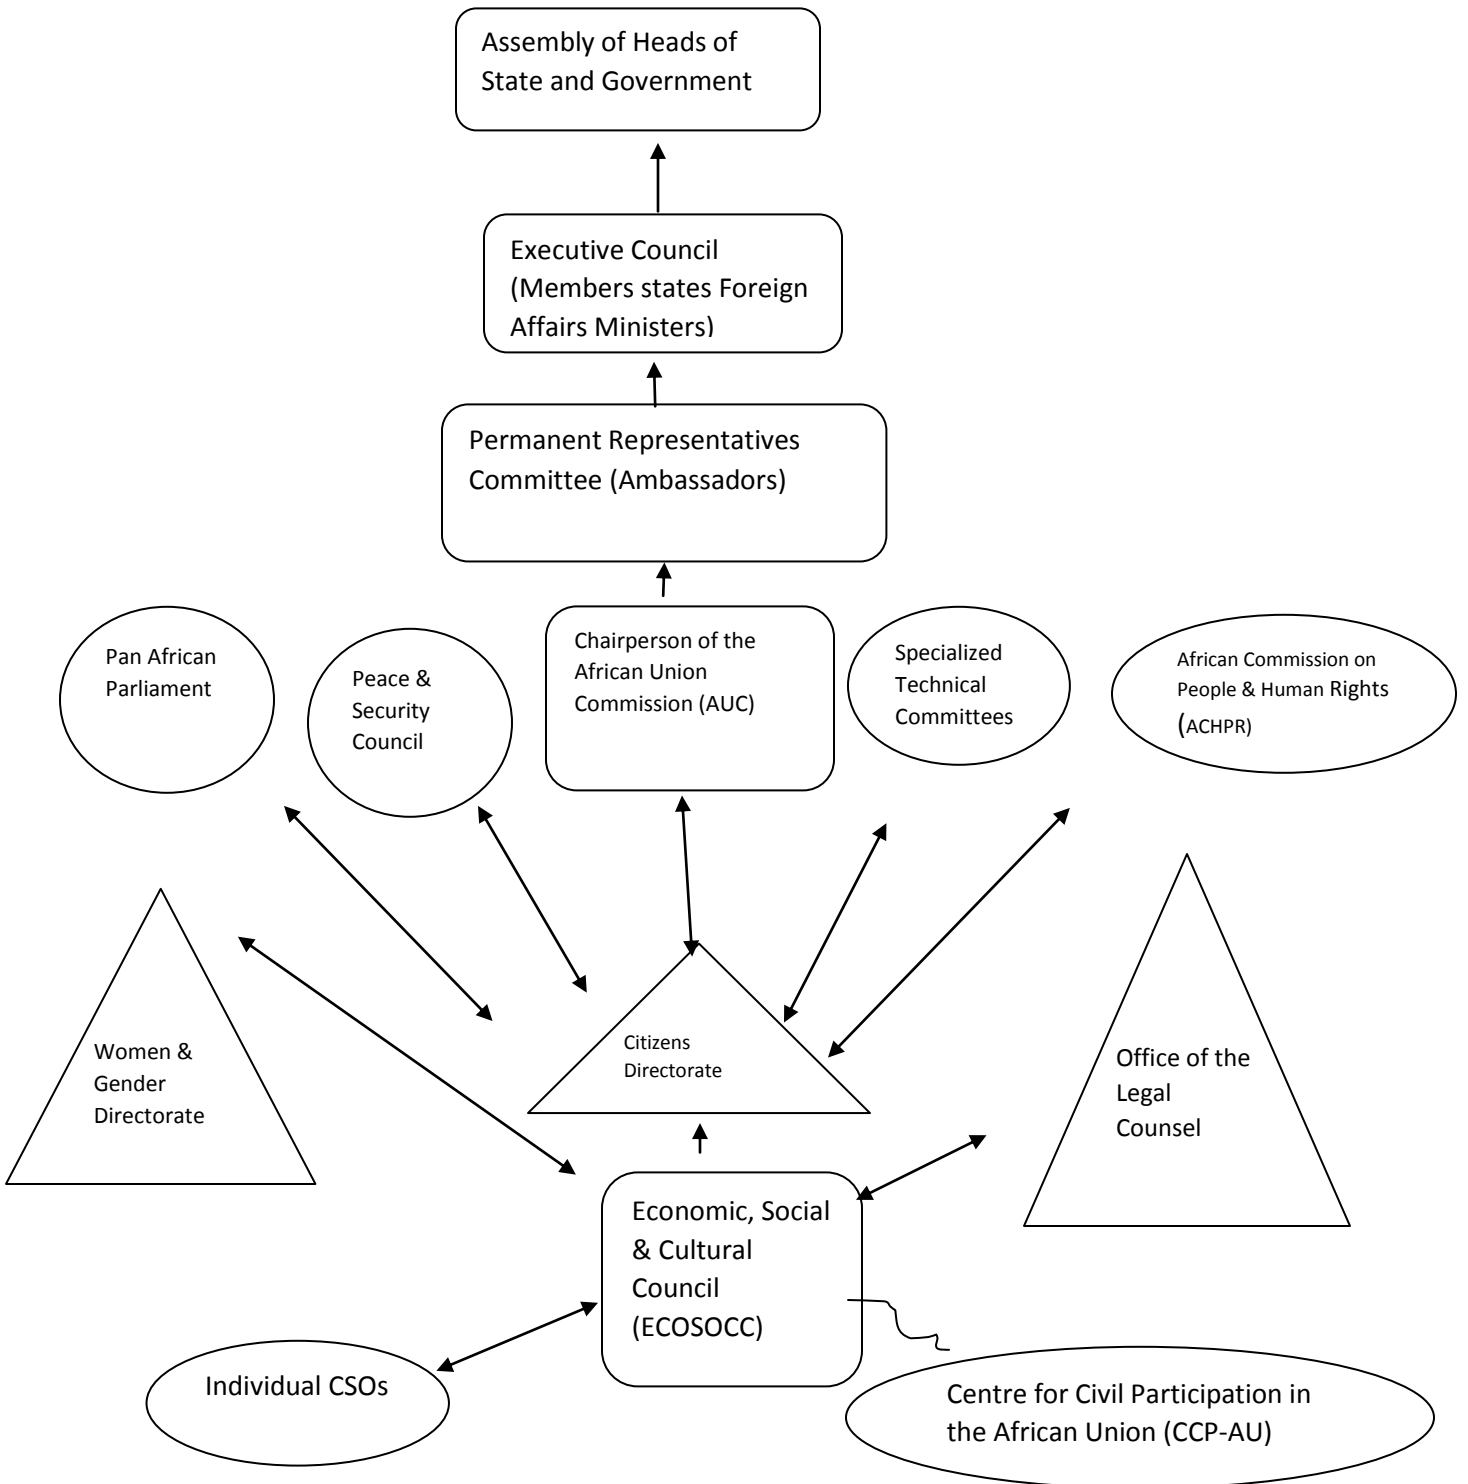 Assembly of Heads of
State and Government
Executive Council
(Members states Foreign
Affairs Ministers)
Permanent Representatives
Committee (Ambassadors)
Pan African
Parliament
Peace &
Security
Council
Chairperson of the
African Union
Commission (AUC)
Specialized
Technical
Committees
African Commission on
People & Human Rights
(ACHPR)
Women &
Gender
Directorate
Citizens
Directorate
Office of the
Legal
Counsel
Economic, Social
& Cultural
Council
(ECOSOCC)
Individual CSOs
Centre for Civil Participation in
the African Union (CCP-AU)